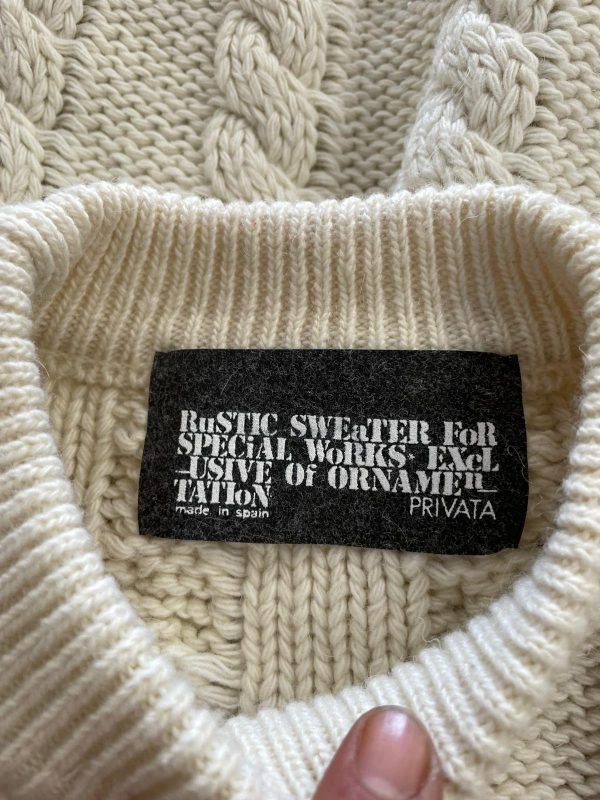 RuSTIC SWEaTER FoR
SPECiAL WoRKS· EXcL
_USIVE Of ORNAMEn_
TATIoN
made in spain PRIVATA